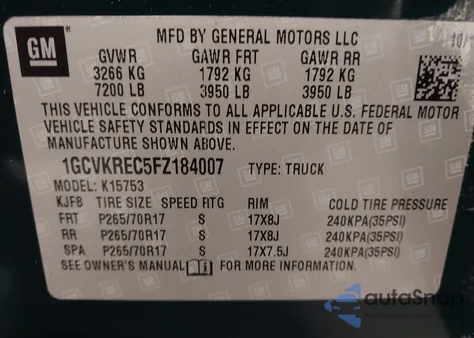 GM
MFD BY GENERAL MOTORS LLC
10/1
GVWR GAWR FRT GAWR RR
3266 KG 1792 KG 1792 KG
7200 LB 3950 LB 3950 LB
THIS VEHICLE CONFORMS TO ALL APPLICABLE U.S. FEDERAL MOTOR
VEHICLE SAFETY STANDARDS IN EFFECT ON THE DATE OF
MANUFACTURE SHOWN ABOVE.
1GCVKREC5FZ184007 TYPE: TRUCK
MODEL: K15753
KJFB TIRE SIZE SPEED RTG RIM COLD TIRE PRESSURE
FRT P265/70R17 S 17X8J 240KPA(35PSI)
RR P265/70R17 S 17X8J 240KPA(35PSI)
SPA P265/70R17 S 17X7.5J 240KPA(35PSI)
SEE OWNER'S MANUAL FOR MORE INFORMATION.
autoSnap